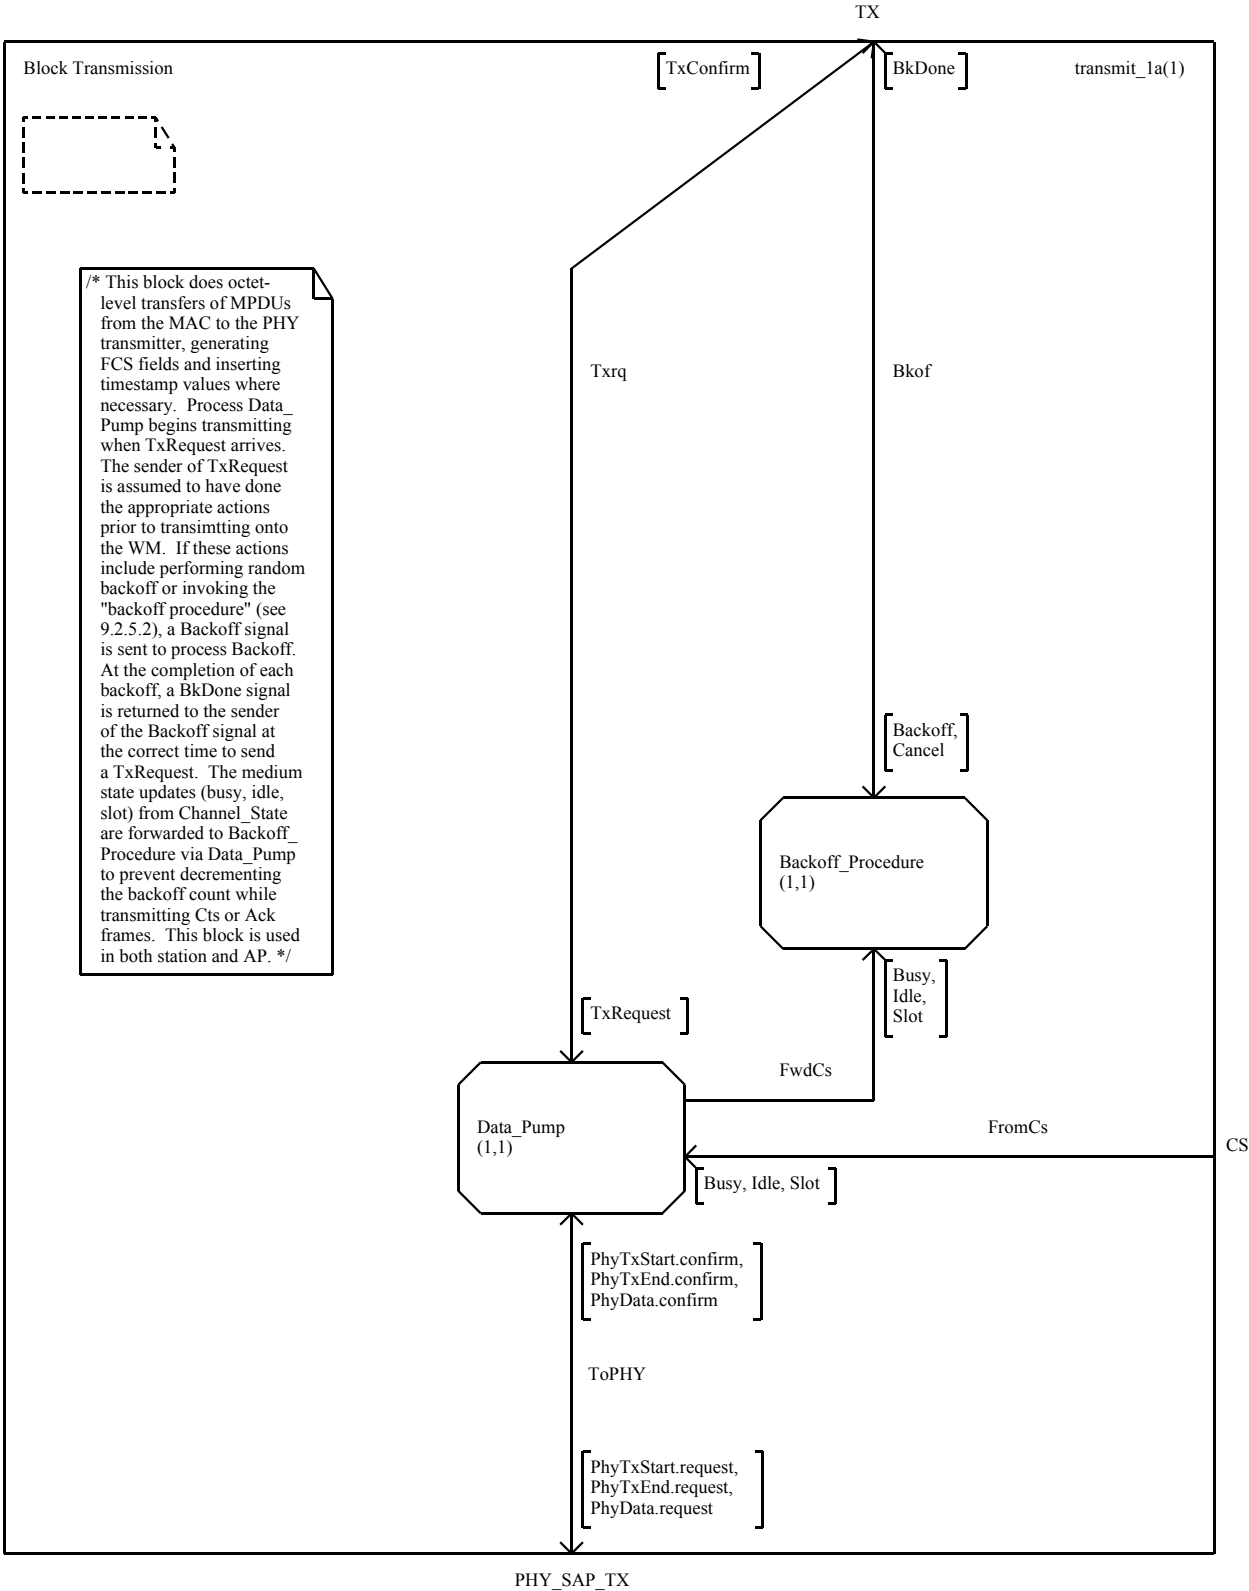 TX
Block Transmission
TxConfirm
BkDone
transmit_1a(1)
/* This block does octet-
level transfers of MPDUs
from the MAC to the PHY
transmitter, generating
FCS fields and inserting
timestamp values where
necessary.  Process Data_
Pump begins transmitting
when TxRequest arrives.
The sender of TxRequest
is assumed to have done
the appropriate actions
prior to transimtting onto
the WM.  If these actions
include performing random
backoff or invoking the
"backoff procedure" (see
9.2.5.2), a Backoff signal
is sent to process Backoff.
At the completion of each
backoff, a BkDone signal
is returned to the sender
of the Backoff signal at
the correct time to send
a TxRequest.  The medium
state updates (busy, idle,
slot) from Channel_State
are forwarded to Backoff_
Procedure via Data_Pump
to prevent decrementing
the backoff count while
transmitting Cts or Ack
frames.  This block is used
in both station and AP. */
Txrq
Bkof
Backoff,
Cancel
Backoff_Procedure
(1,1)
Busy,
Idle,
Slot
TxRequest
FwdCs
Data_Pump
(1,1)
FromCs
CS
Busy, Idle, Slot
PhyTxStart.confirm,
PhyTxEnd.confirm,
PhyData.confirm
ToPHY
PhyTxStart.request,
PhyTxEnd.request,
PhyData.request
PHY_SAP_TX